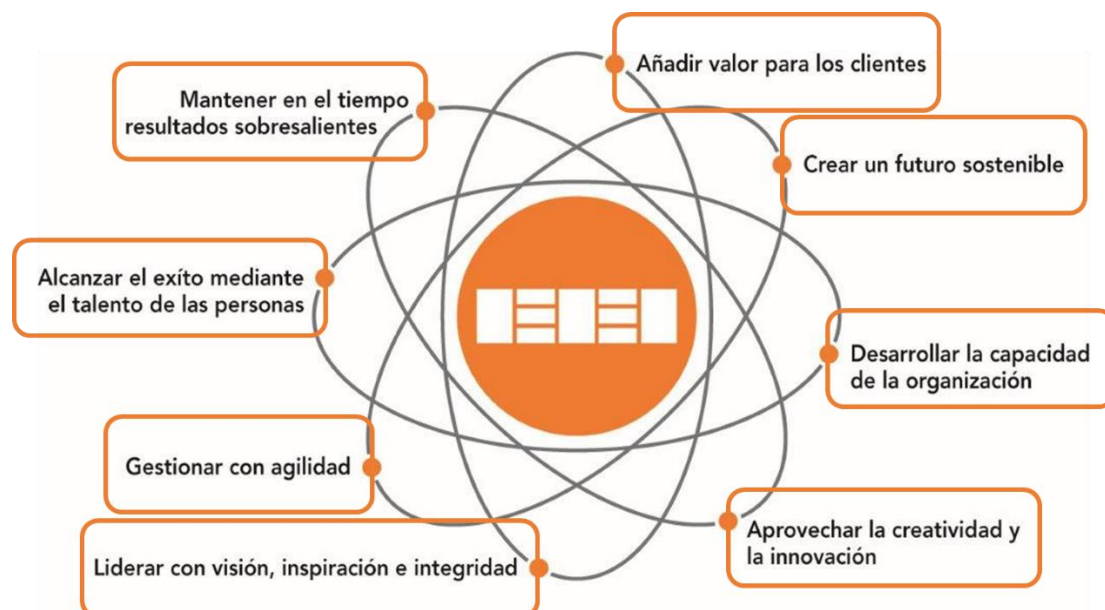 Añadir valor para los clientes
Mantener en el tiempo
resultados sobresalientes
Crear un futuro sostenible
Alcanzar el exíto mediante
el talento de las personas
Desarrollar la capacidad
de la organización
Gestionar con agilidad
Aprovechar la creatividad y
la innovación
Liderar con visión, inspiración e integridad